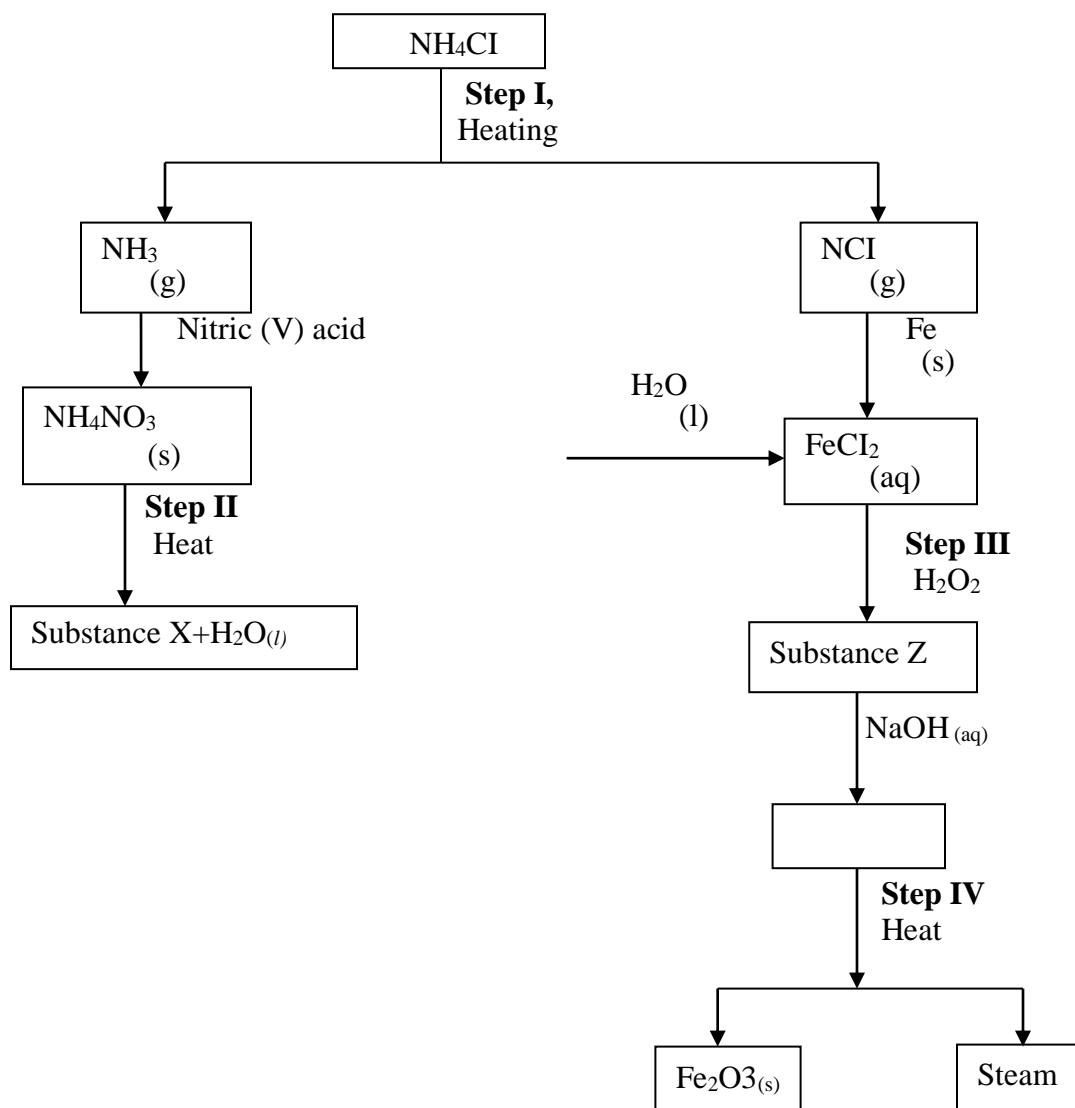 NH₄CI
Step I,
Heating
NH₃
(g)
NCI
(g)
Nitric (V) acid
Fe
(s)
H₂O
(l)
NH₄NO₃
(s)
FeCI₂
(aq)
Step II
Heat
Step III
H₂O₂
Substance X+H₂O(l)
Substance Z
NaOH (aq)
Step IV
Heat
Fe₂O3(s)
Steam